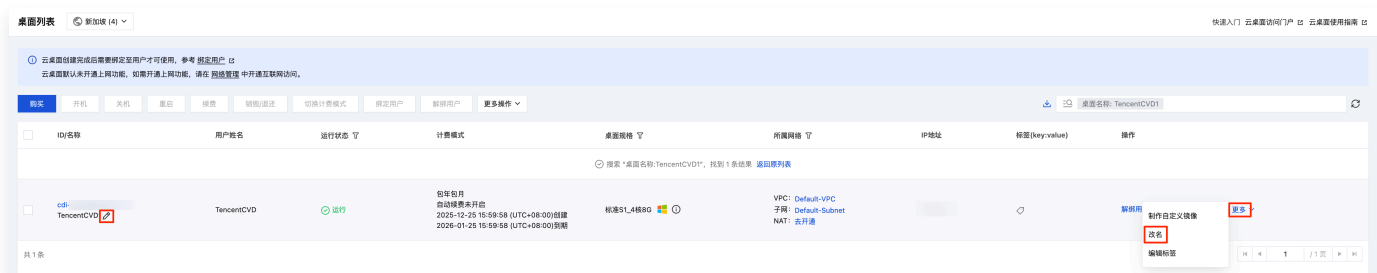 桌面列表 新加坡 (4) 快速入门 云桌面访问门户 云桌面使用指南
云桌面创建完成后需要绑定至用户才可使用，参考 绑定用户
云桌面默认未开通上网功能，如需开通上网功能，请在 网络管理 中开通互联网访问。
购买 开机 关机 重启 续费 销毁/退还 切换计费模式 绑定用户 解绑用户 更多操作 桌面名称: TencentCVD1
ID/名称 用户姓名 运行状态 计费模式 桌面规格 所属网络 IP地址 标签(key:value) 操作
搜索 "桌面名称:TencentCVD1"，找到 1 条结果 返回原列表
cdi-
TencentCVD
TencentCVD
运行
包年包月
自动续费未开启
2025-12-25 15:59:58 (UTC+08:00)创建
2026-01-25 15:59:58 (UTC+08:00)到期
标准S1_4核8G
VPC: Default-VPC
子网: Default-Subnet
NAT: 去开通
解绑用
更多
制作自定义镜像
改名
编辑标签
共 1 条 1 / 1 页